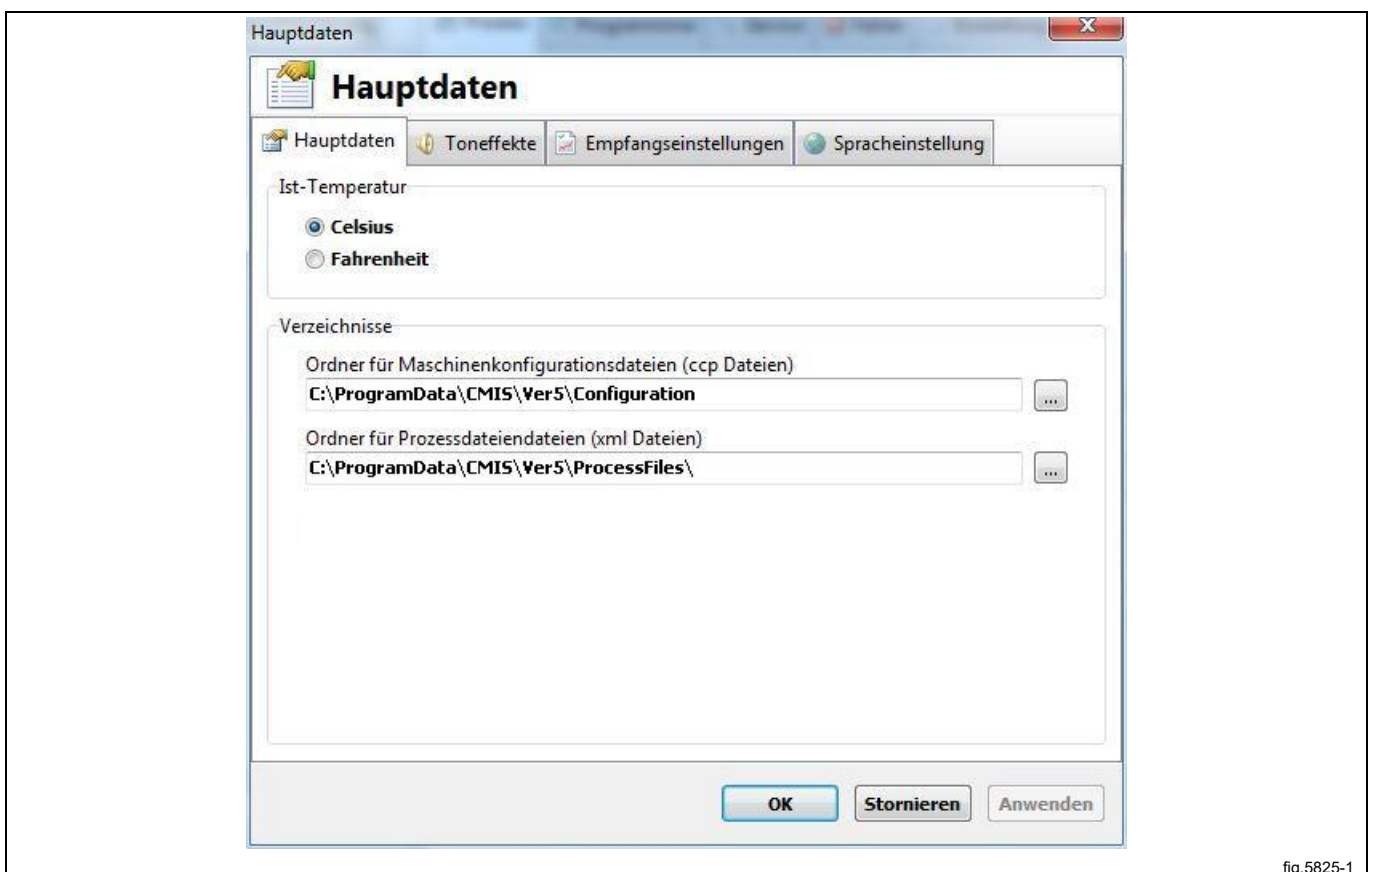 Hauptdaten
Hauptdaten
Hauptdaten Toneffekte Empfangseinstellungen Spracheinstellung
Ist-Temperatur
Celsius
Fahrenheit
Verzeichnisse
Ordner für Maschinenkonfigurationsdateien (ccp Dateien)
C:\ProgramData\CMIS\Ver5\Configuration ...
Ordner für Prozessdateiendateien (xml Dateien)
C:\ProgramData\CMIS\Ver5\ProcessFiles\ ...
OK Stornieren Anwenden
fig.5825-1